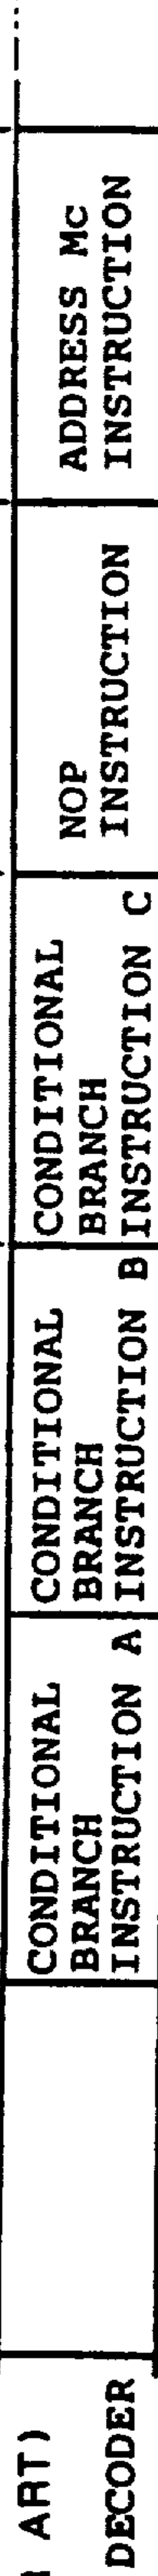 ART)
DECODER
CONDITIONAL
BRANCH
INSTRUCTION A
CONDITIONAL
BRANCH
INSTRUCTION B
CONDITIONAL
BRANCH
INSTRUCTION C
NOP
INSTRUCTION
ADDRESS Mc
INSTRUCTION